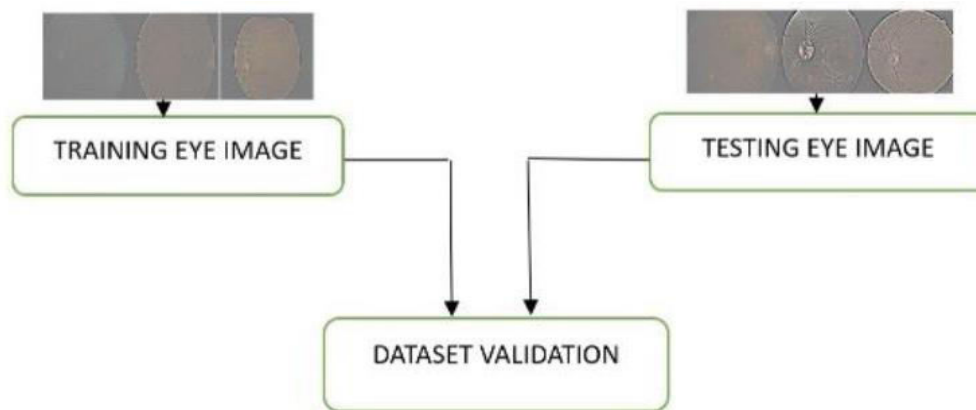 TRAINING EYE IMAGE
TESTING EYE IMAGE
DATASET VALIDATION